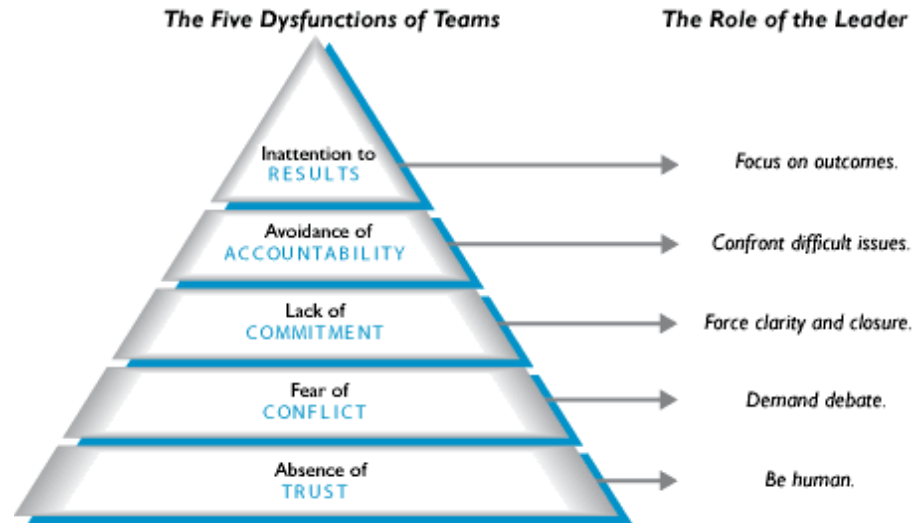 The Five Dysfunctions of Teams
The Role of the Leader
Inattention to
RESULTS
Focus on outcomes.
Avoidance of
ACCOUNTABILITY
Confront difficult issues.
Lack of
COMMITMENT
Force clarity and closure.
Fear of
CONFLICT
Demand debate.
Absence of
TRUST
Be human.